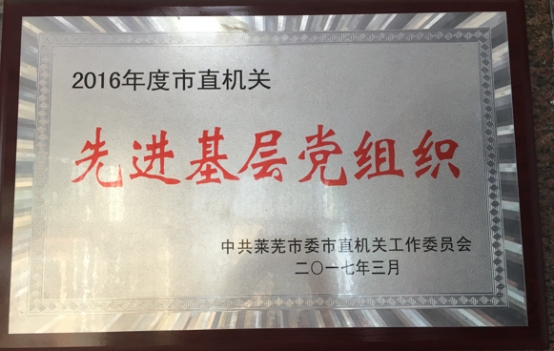 2016年度市直机关
先进基层党组织
中共莱芜市委市直机关工作委员会
二〇一七年三月